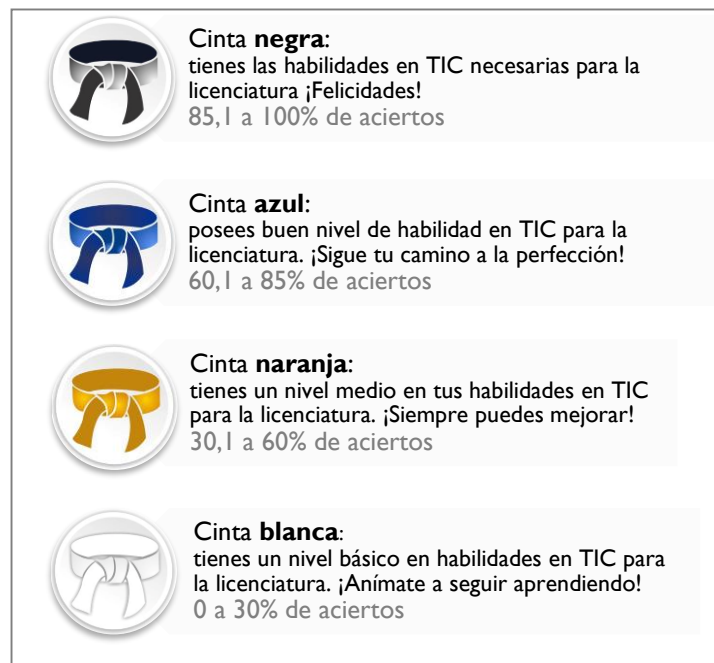 Cinta negra:
tienes las habilidades en TIC necesarias para la
licenciatura ¡Felicidades!
85,1 a 100% de aciertos
Cinta azul:
posees buen nivel de habilidad en TIC para la
licenciatura. ¡Sigue tu camino a la perfección!
60,1 a 85% de aciertos
Cinta naranja:
tienes un nivel medio en tus habilidades en TIC
para la licenciatura. ¡Siempre puedes mejorar!
30,1 a 60% de aciertos
Cinta blanca:
tienes un nivel básico en habilidades en TIC para
la licenciatura. ¡Anímate a seguir aprendiendo!
0 a 30% de aciertos